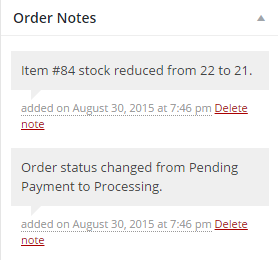 Order Notes
Item #84 stock reduced from 22 to 21.
added on August 30, 2015 at 7:46 pm Delete
note
Order status changed from Pending
Payment to Processing.
added on August 30, 2015 at 7:46 pm Delete
note